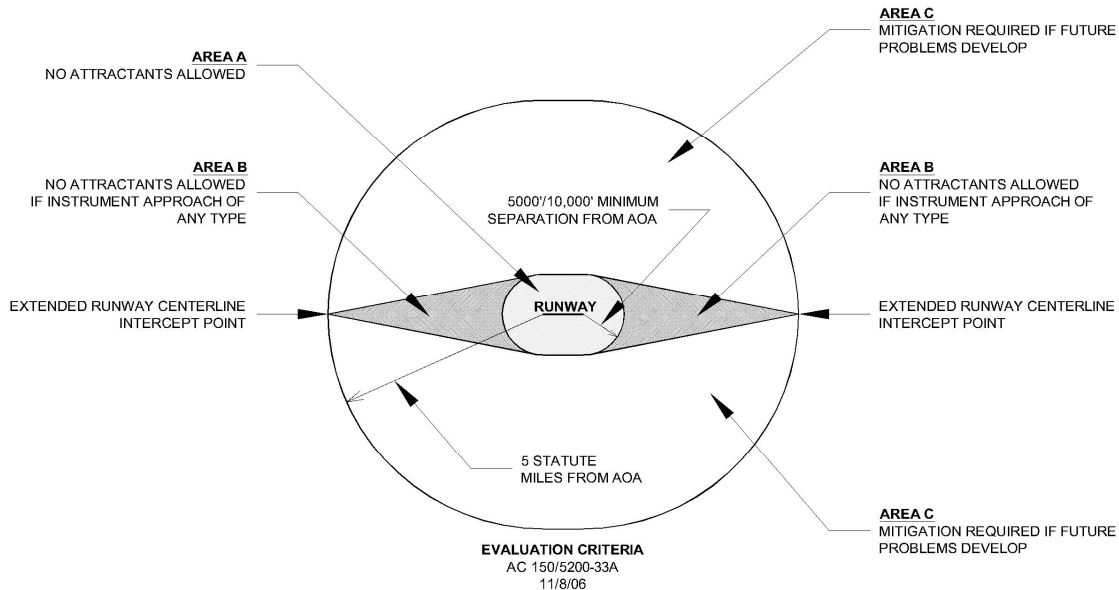 AREA C
MITIGATION REQUIRED IF FUTURE
PROBLEMS DEVELOP
AREA A
NO ATTRACTANTS ALLOWED
AREA B
NO ATTRACTANTS ALLOWED
IF INSTRUMENT APPROACH OF
ANY TYPE
5000'/10,000' MINIMUM
SEPARATION FROM AOA
AREA B
NO ATTRACTANTS ALLOWED
IF INSTRUMENT APPROACH OF
ANY TYPE
EXTENDED RUNWAY CENTERLINE
INTERCEPT POINT
RUNWAY
EXTENDED RUNWAY CENTERLINE
INTERCEPT POINT
5 STATUTE
MILES FROM AOA
AREA C
MITIGATION REQUIRED IF FUTURE
PROBLEMS DEVELOP
EVALUATION CRITERIA
AC 150/5200-33A
11/8/06